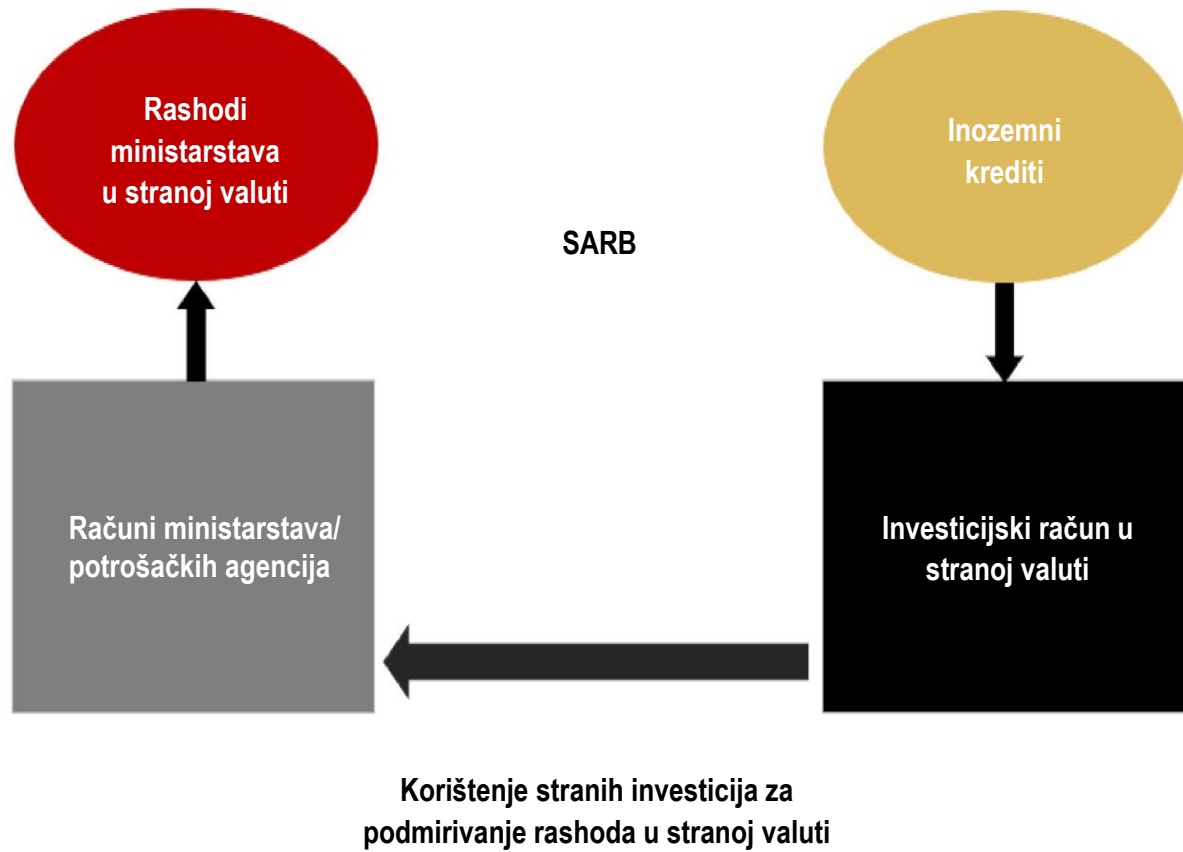 Rashodi
ministarstava
u stranoj valuti
Inozemni
krediti
SARB
Računi ministarstava/
potrošačkih agencija
Investicijski račun u
stranoj valuti
Korištenje stranih investicija za
podmirivanje rashoda u stranoj valuti